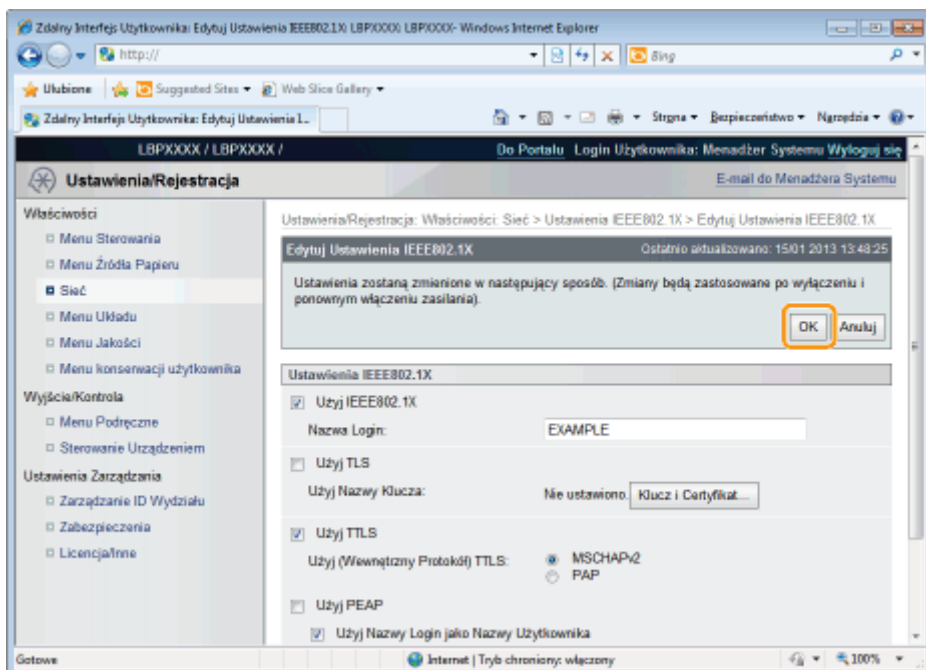 Zdalny Interfejs Użytkownika: Edytuj Ustawienia IEEE802.1X: LBPXXXX: LBPXXXX- Windows Internet Explorer
http://
Bing
Ulubione Suggested Sites Web Slice Gallery
Zdalny Interfejs Użytkownika: Edytuj Ustawienia I...
Strona Bezpieczeństwo Narzędzia
LBPXXXX / LBPXXXX /
Do Portalu Login Użytkownika: Menadżer Systemu Wyloguj się
Ustawienia/Rejestracja
E-mail do Menadżera Systemu
Właściwości
Menu Sterowania
Menu Źródła Papieru
Sieć
Menu Układu
Menu Jakości
Menu konserwacji użytkownika
Wyjście/Kontrola
Menu Podręczne
Sterowanie Urządzeniem
Ustawienia Zarządzania
Zarządzanie ID Wydziału
Zabezpieczenia
Licencja/Inne
Ustawienia/Rejestracja: Właściwości: Sieć > Ustawienia IEEE802.1X > Edytuj Ustawienia IEEE802.1X
Edytuj Ustawienia IEEE802.1X
Ostatnio aktualizowano: 15/01 2013 13:48:25
Ustawienia zostaną zmienione w następujący sposób. (Zmiany będą zastosowane po wyłączeniu i
ponownym włączeniu zasilania).
OK Anuluj
Ustawienia IEEE802.1X
Użyj IEEE802.1X
Nazwa Login: EXAMPLE
Użyj TLS
Użyj Nazwy Klucza: Nie ustawiono. Klucz i Certyfikat...
Użyj TTLS
Użyj (Wewnętrzny Protokół) TTLS: MSCHAPv2
PAP
Użyj PEAP
Użyj Nazwy Login jako Nazwy Użytkownika
Gotowe
Internet | Tryb chroniony: włączony
100%